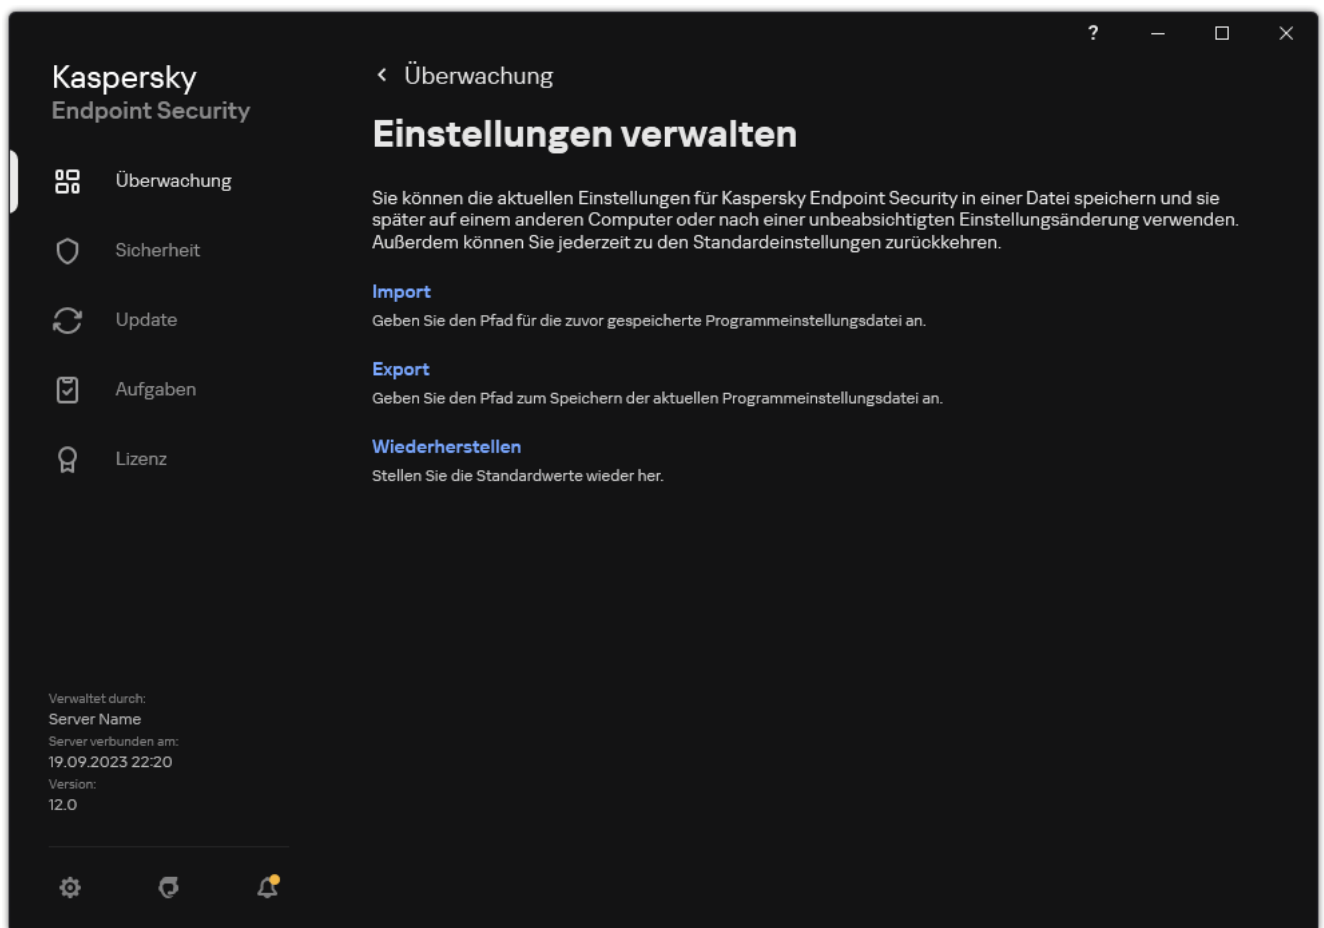 ?
Kaspersky
Endpoint Security
Überwachung
Sicherheit
Update
Aufgaben
Lizenz
Verwaltet durch:
Server Name
Server verbunden am:
19.09.2023 22:20
Version:
12.0
Überwachung
Einstellungen verwalten
Sie können die aktuellen Einstellungen für Kaspersky Endpoint Security in einer Datei speichern und sie
später auf einem anderen Computer oder nach einer unbeabsichtigten Einstellungsänderung verwenden.
Außerdem können Sie jederzeit zu den Standardeinstellungen zurückkehren.
Import
Geben Sie den Pfad für die zuvor gespeicherte Programmeinstellungsdatei an.
Export
Geben Sie den Pfad zum Speichern der aktuellen Programmeinstellungsdatei an.
Wiederherstellen
Stellen Sie die Standardwerte wieder her.